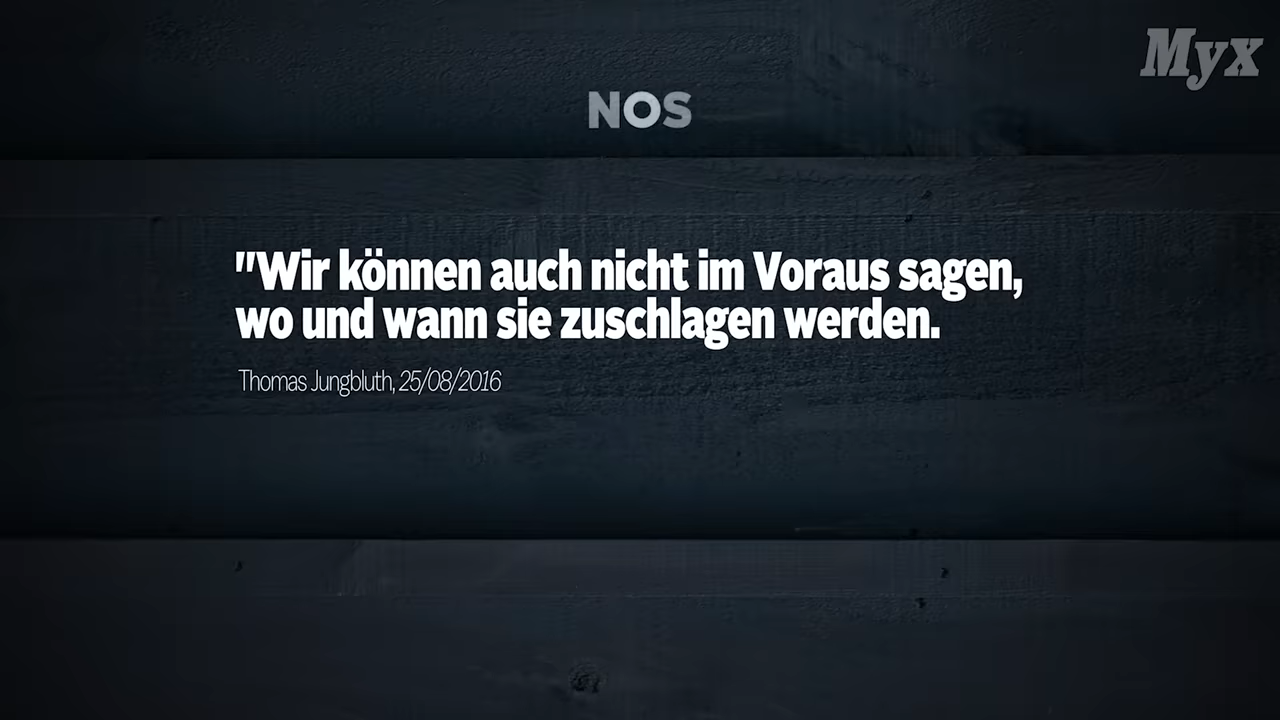 Myx
NOS
"Wir können auch nicht im Voraus sagen,
wo und wann sie zuschlagen werden.
Thomas Jungbluth, 25/08/2016